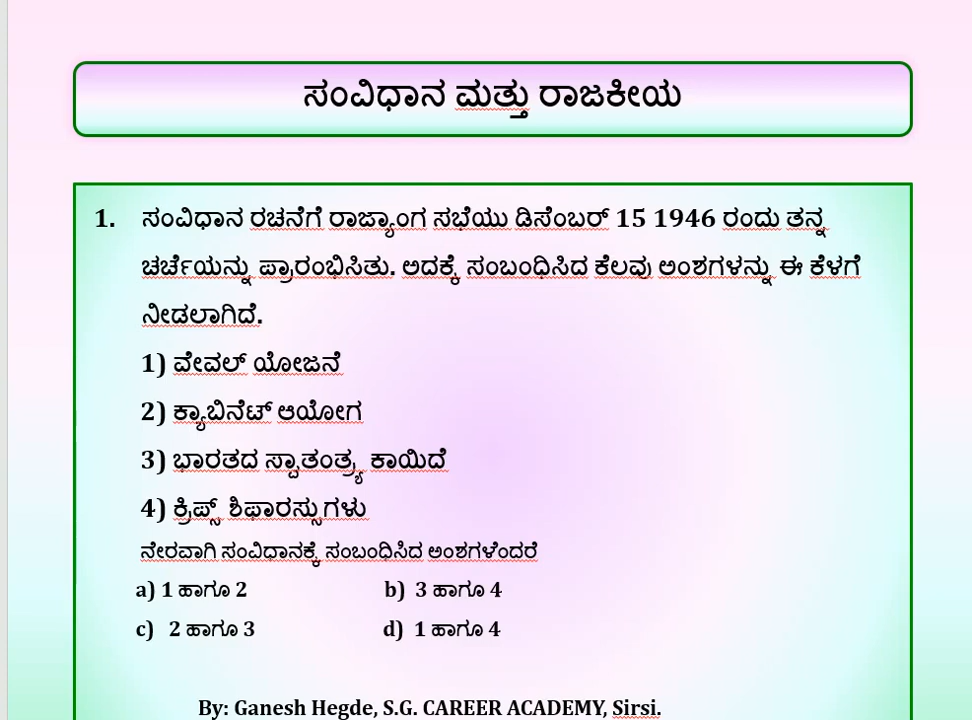 ಸಂವಿಧಾನ ಮತ್ತು ರಾಜಕೀಯ
1. ಸಂವಿಧಾನ ರಚನೆಗೆ ರಾಜ್ಯಾಂಗ ಸಭೆಯು ಡಿಸೆಂಬರ್ 15 1946 ರಂದು ತನ್ನ
ಚರ್ಚೆಯನ್ನು ಪ್ರಾರಂಭಿಸಿತು. ಅದಕ್ಕೆ ಸಂಬಂಧಿಸಿದ ಕೆಲವು ಅಂಶಗಳನ್ನು ಈ ಕೆಳಗೆ
ನೀಡಲಾಗಿದೆ.
1) ವೇವಲ್ ಯೋಜನೆ
2) ಕ್ಯಾಬಿನೆಟ್ ಆಯೋಗ
3) ಭಾರತದ ಸ್ವಾತಂತ್ರ್ಯ ಕಾಯಿದೆ
4) ಕ್ರಿಪ್ಸ್ ಶಿಫಾರಸ್ಸುಗಳು
ನೇರವಾಗಿ ಸಂವಿಧಾನಕ್ಕೆ ಸಂಬಂಧಿಸಿದ ಅಂಶಗಳೆಂದರೆ
a) 1 ಹಾಗೂ 2 b) 3 ಹಾಗೂ 4
c) 2 ಹಾಗೂ 3 d) 1 ಹಾಗೂ 4
By: Ganesh Hegde, S.G. CAREER ACADEMY, Sirsi.